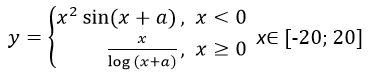 y = { x² sin(x + a) , x < 0
x / log (x+a) , x ≥ 0 x∈ [-20; 20]